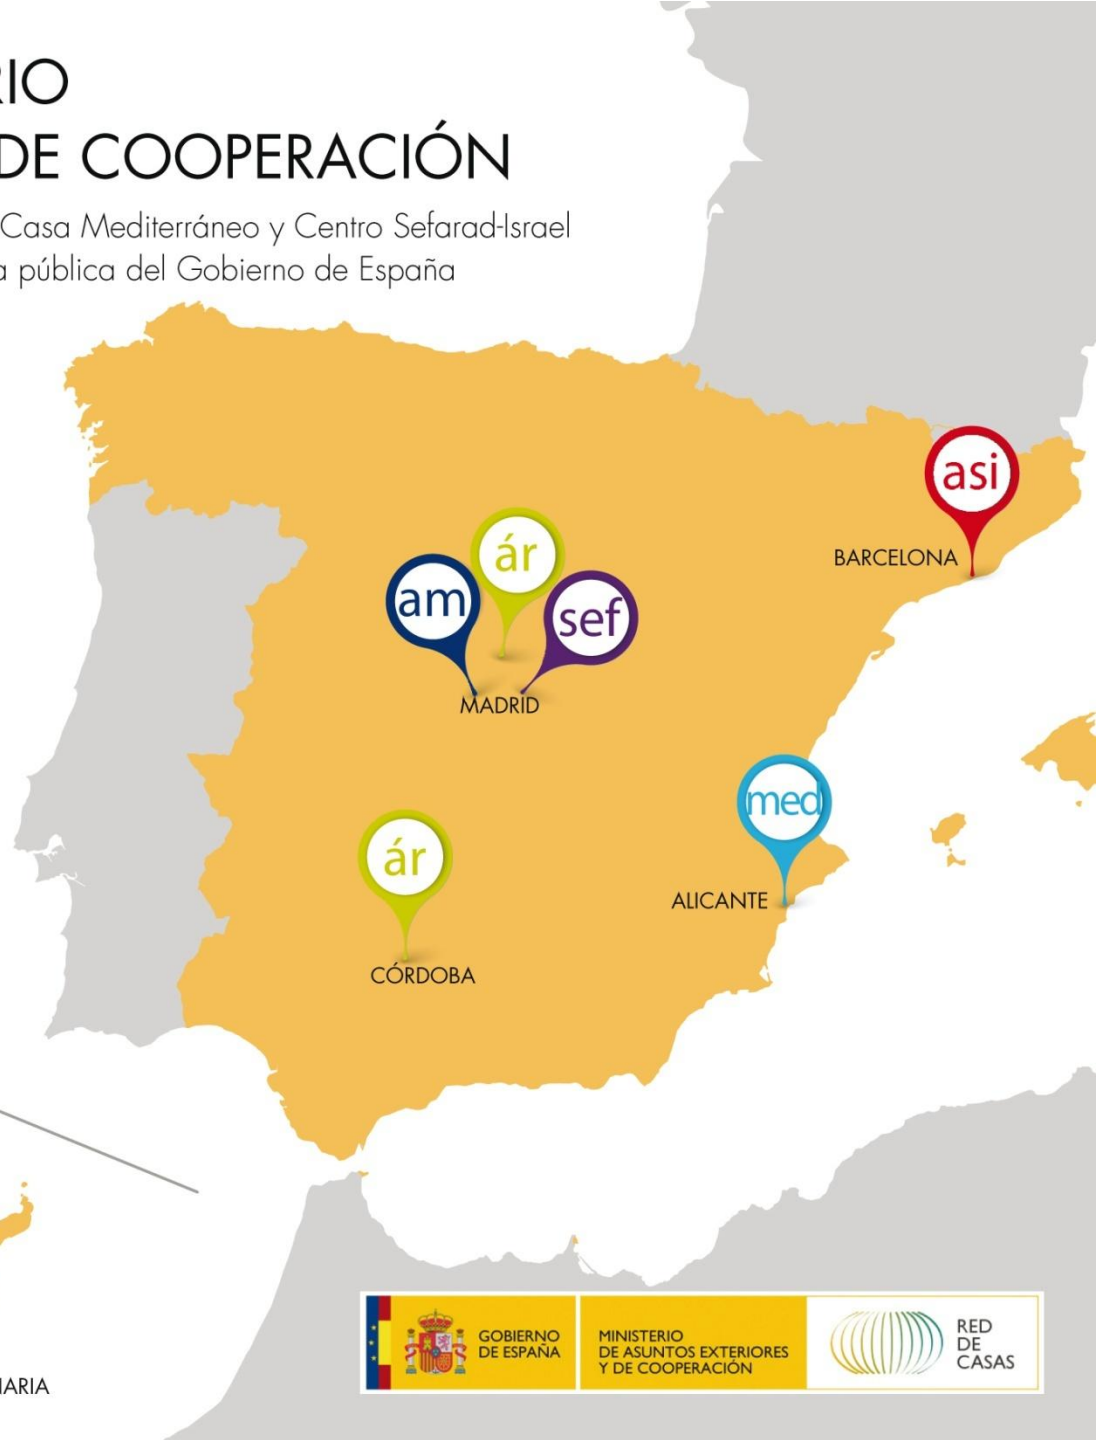 RIO
DE COOPERACIÓN
Casa Mediterráneo y Centro Sefarad-Israel
a pública del Gobierno de España
asi
BARCELONA
ár
am
sef
MADRID
med
ALICANTE
ár
CÓRDOBA
ARIA
GOBIERNO
DE ESPAÑA
MINISTERIO
DE ASUNTOS EXTERIORES
Y DE COOPERACIÓN
RED
DE
CASAS